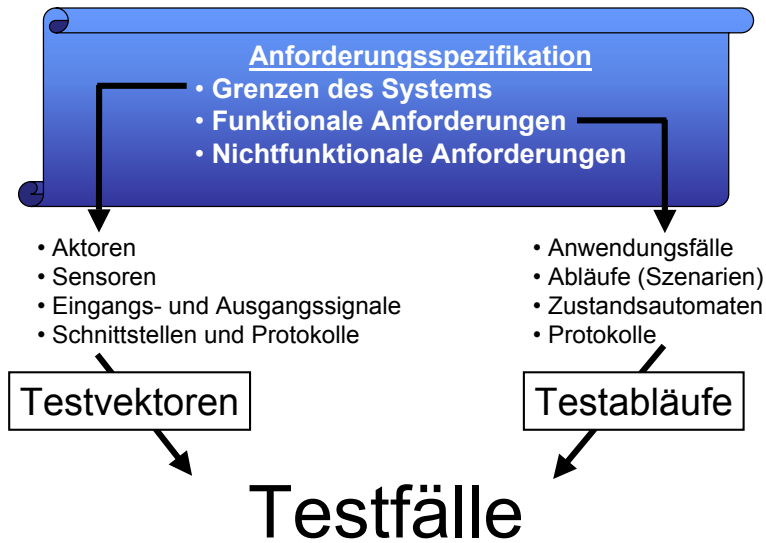 Anforderungsspezifikation
• Grenzen des Systems
• Funktionale Anforderungen
• Nichtfunktionale Anforderungen
• Aktoren
• Sensoren
• Eingangs- und Ausgangssignale
• Schnittstellen und Protokolle
• Anwendungsfälle
• Abläufe (Szenarien)
• Zustandsautomaten
• Protokolle
Testvektoren
Testabläufe
Testfälle